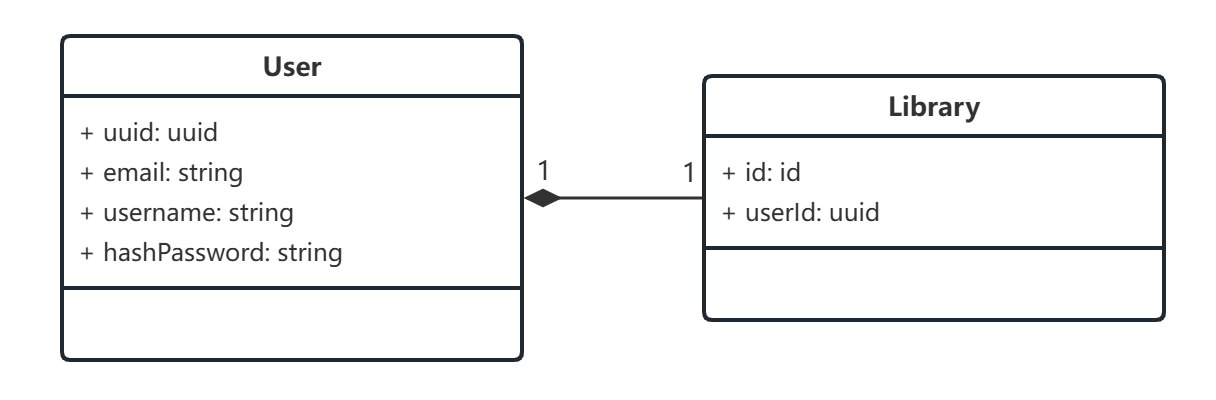 User
+ uuid: uuid
+ email: string
+ username: string
+ hashPassword: string
1
1
Library
+ id: id
+ userId: uuid